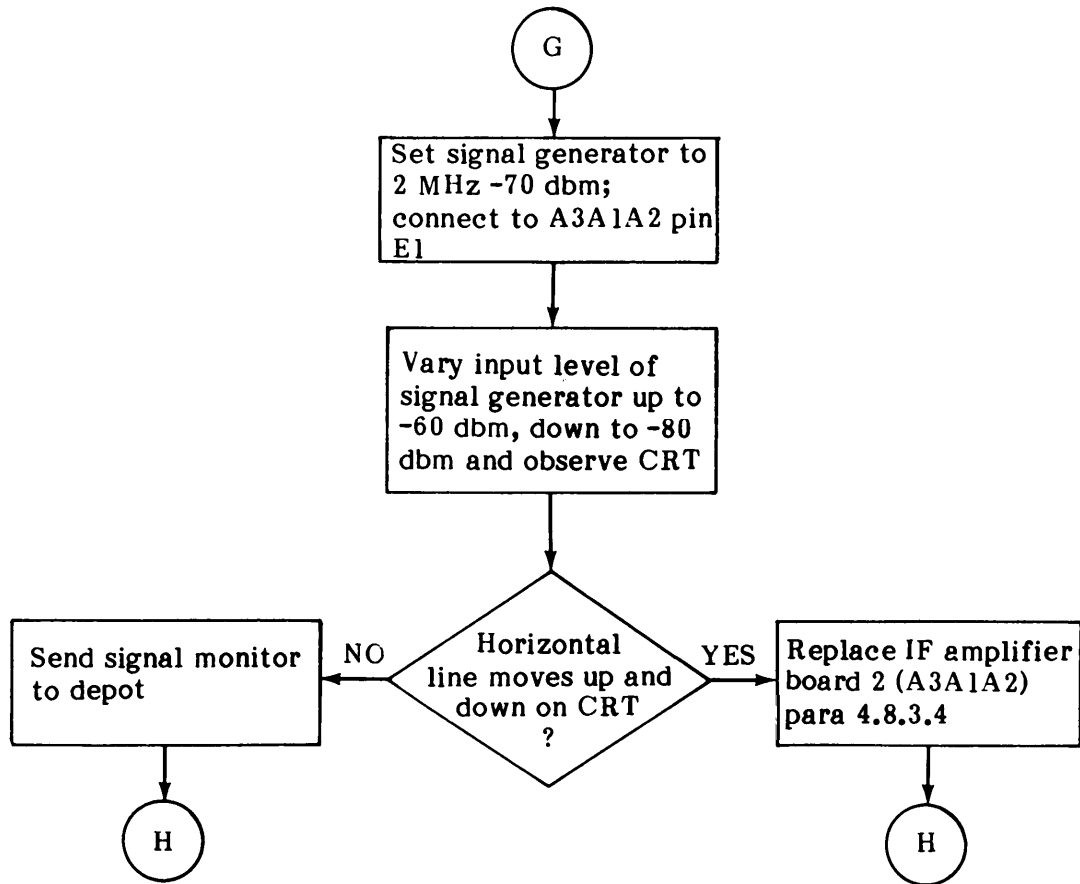 G
Set signal generator to
2 MHz -70 dbm;
connect to A3A1A2 pin
E1
Vary input level of
signal generator up to
-60 dbm, down to -80
dbm and observe CRT
Horizontal
line moves up and
down on CRT
?
NO
YES
Send signal monitor
to depot
Replace IF amplifier
board 2 (A3A1A2)
para 4.8.3.4
H
H